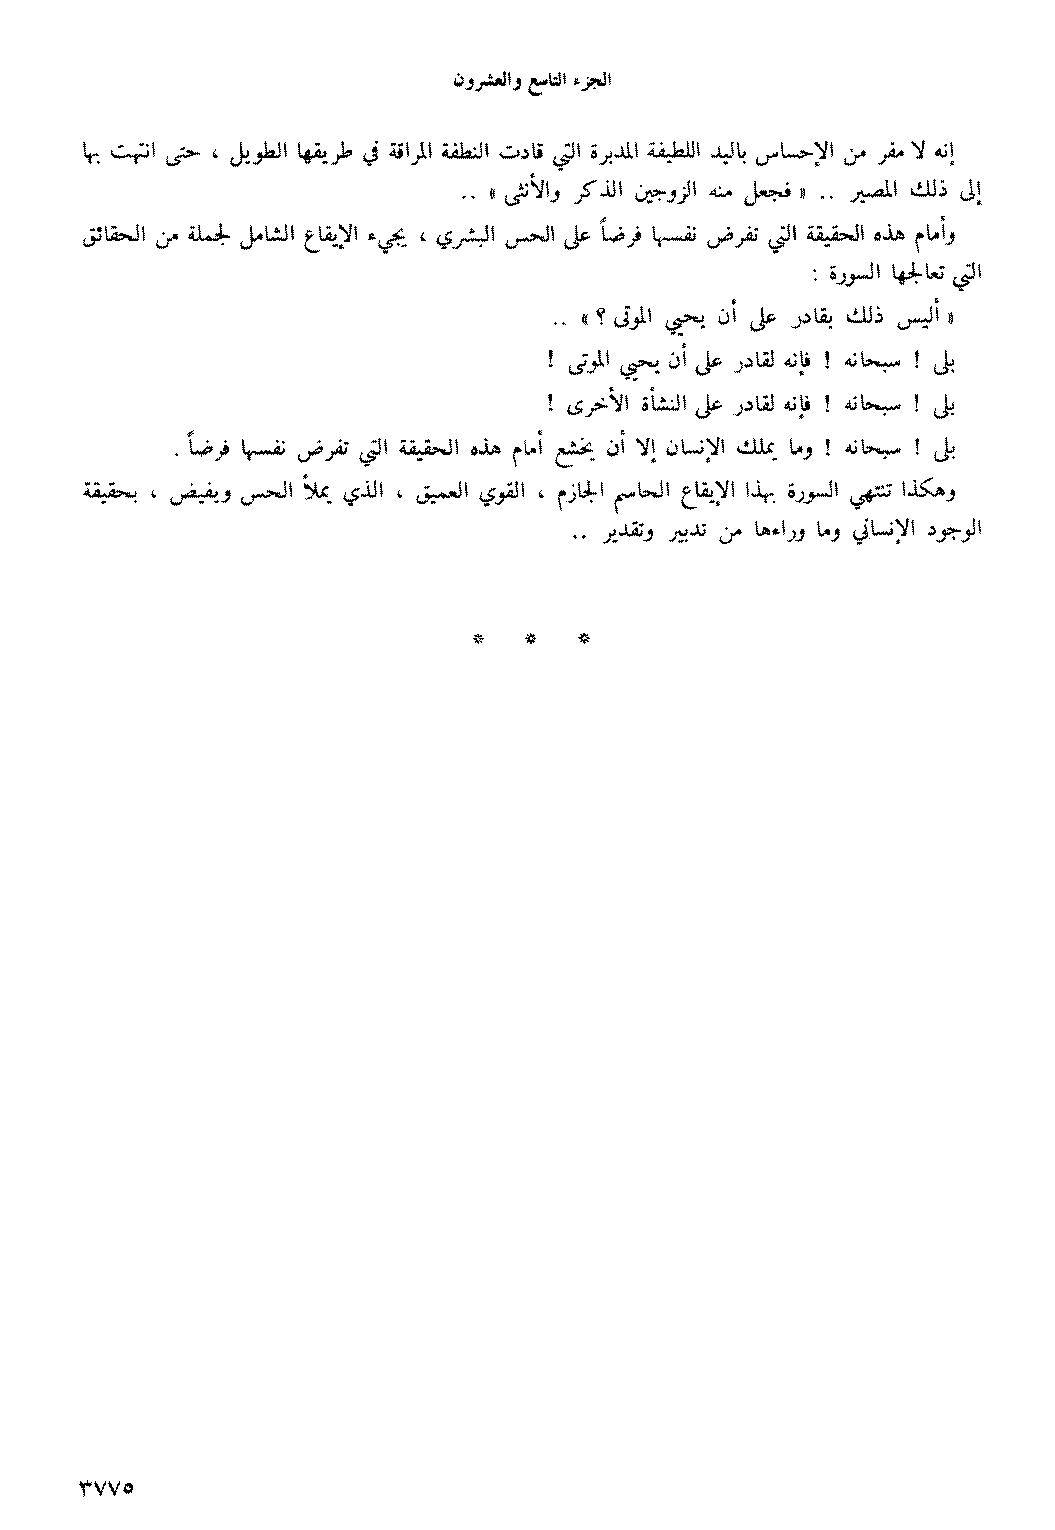 الجزء التاسع والعشرون
إنه لا مفر من الإحساس باليد اللطيفة المدبرة التي قادت النطفة المراقة في طريقها الطويل ، حتى انتهت بها
إلى ذلك المصير .. « فجعل منه الزوجين الذكر والأنثى » ..
وأمام هذه الحقيقة التي تفرض نفسها فرضاً على الحس البشري ، يجيء الإيقاع الشامل لجملة من الحقائق
التي تعالجها السورة :
« أليس ذلك بقادر على أن يحيي الموتى ؟ » ..
بلى ! سبحانه ! فإنه لقادر على أن يحيي الموتى !
بلى ! سبحانه ! فإنه لقادر على النشأة الأخرى !
بلى ! سبحانه ! وما يملك الإنسان إلا أن يخشع أمام هذه الحقيقة التي تفرض نفسها فرضاً .
وهكذا تنتهي السورة بهذا الإيقاع الحاسم الجازم ، القوي العميق ، الذي يملأ الحس ويفيض ، بحقيقة
الوجود الإنساني وما وراءها من تدبير وتقدير ..
* * *
٣٧٧٥